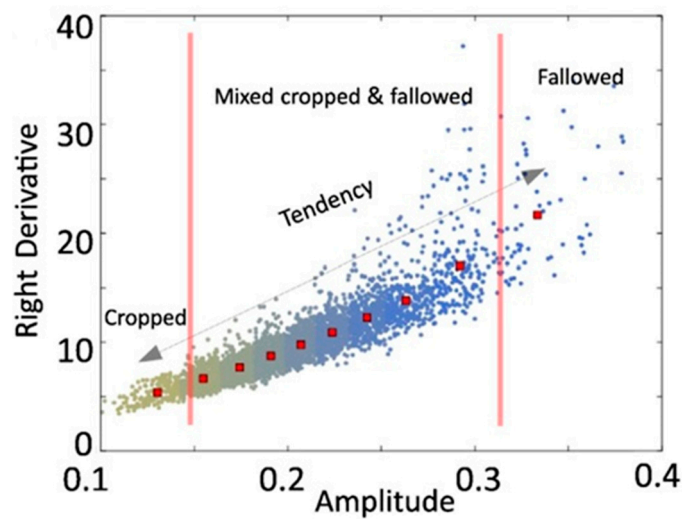 40
30
20
10
0
Right Derivative
Mixed cropped & fallowed
Fallowed
Tendency
Cropped
0.1
0.2
0.3
0.4
Amplitude